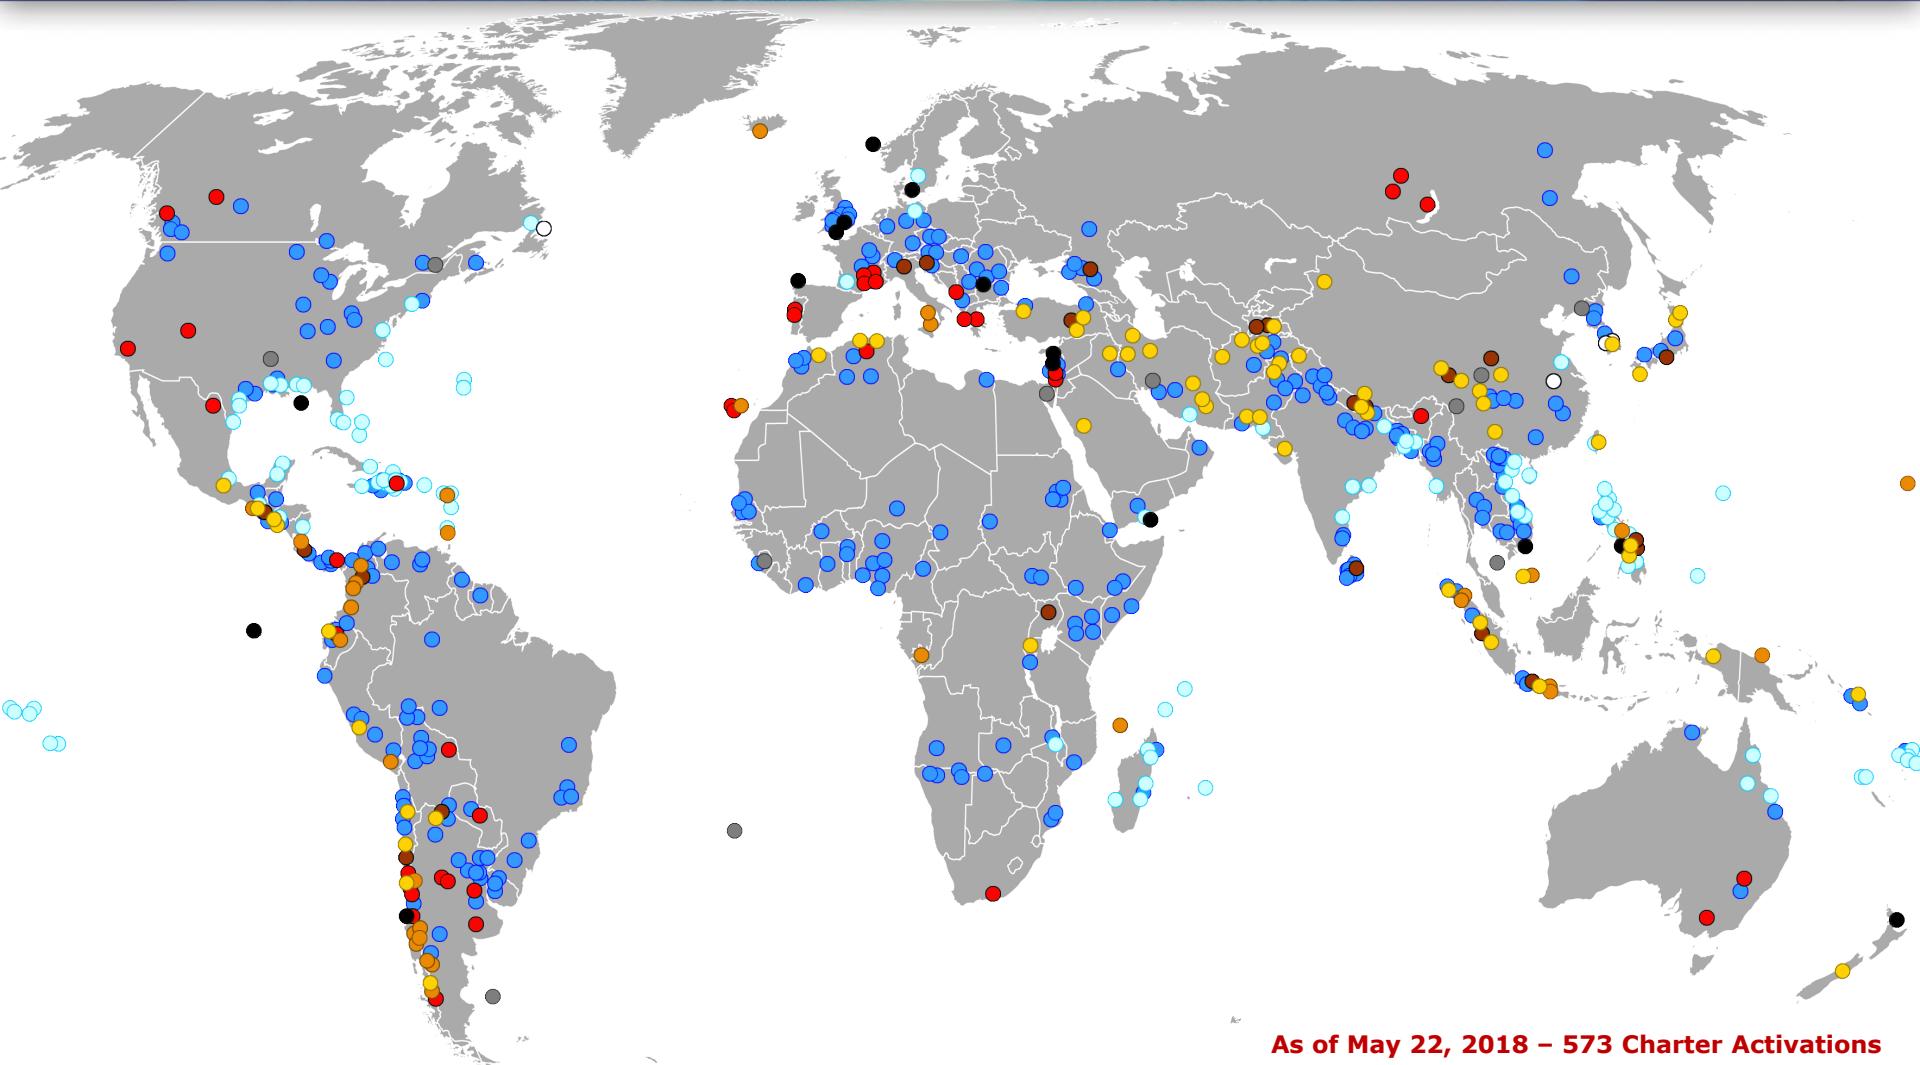 As of May 22, 2018 – 573 Charter Activations